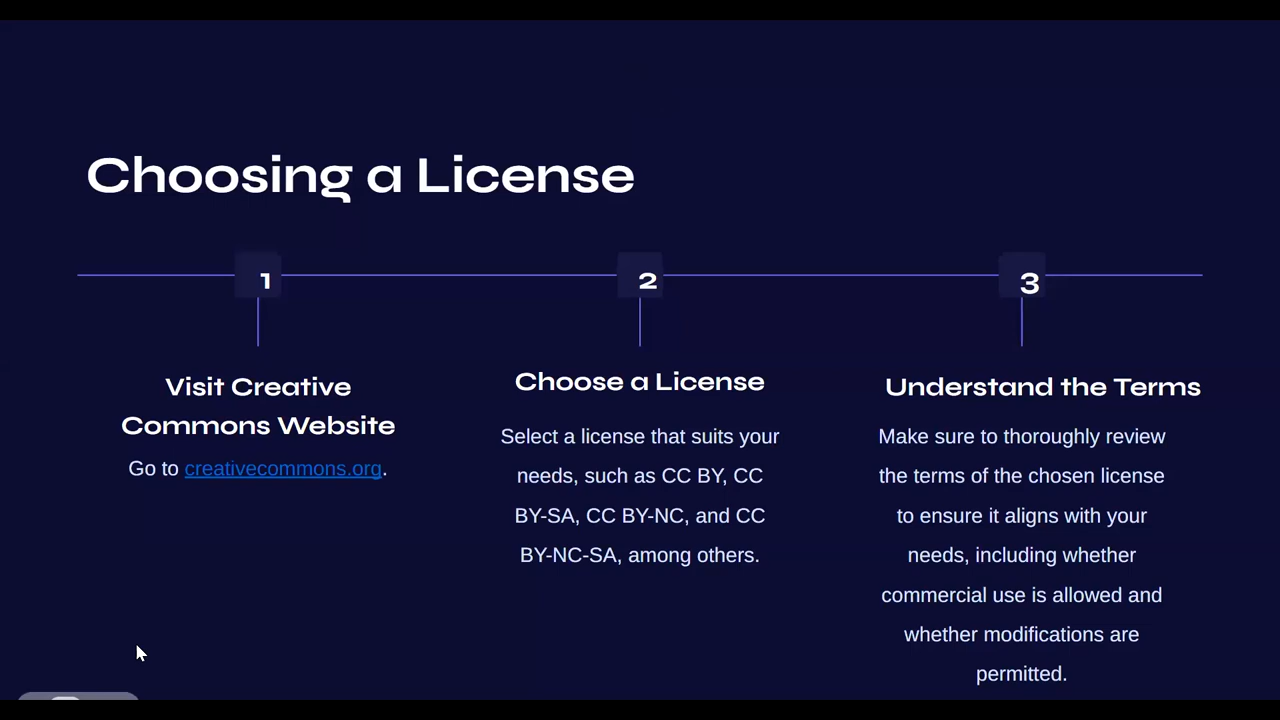 Choosing a License
1
2
3
Visit Creative
Commons Website
Go to creativecommons.org.
Choose a License
Select a license that suits your
needs, such as CC BY, CC
BY-SA, CC BY-NC, and CC
BY-NC-SA, among others.
Understand the Terms
Make sure to thoroughly review
the terms of the chosen license
to ensure it aligns with your
needs, including whether
commercial use is allowed and
whether modifications are
permitted.